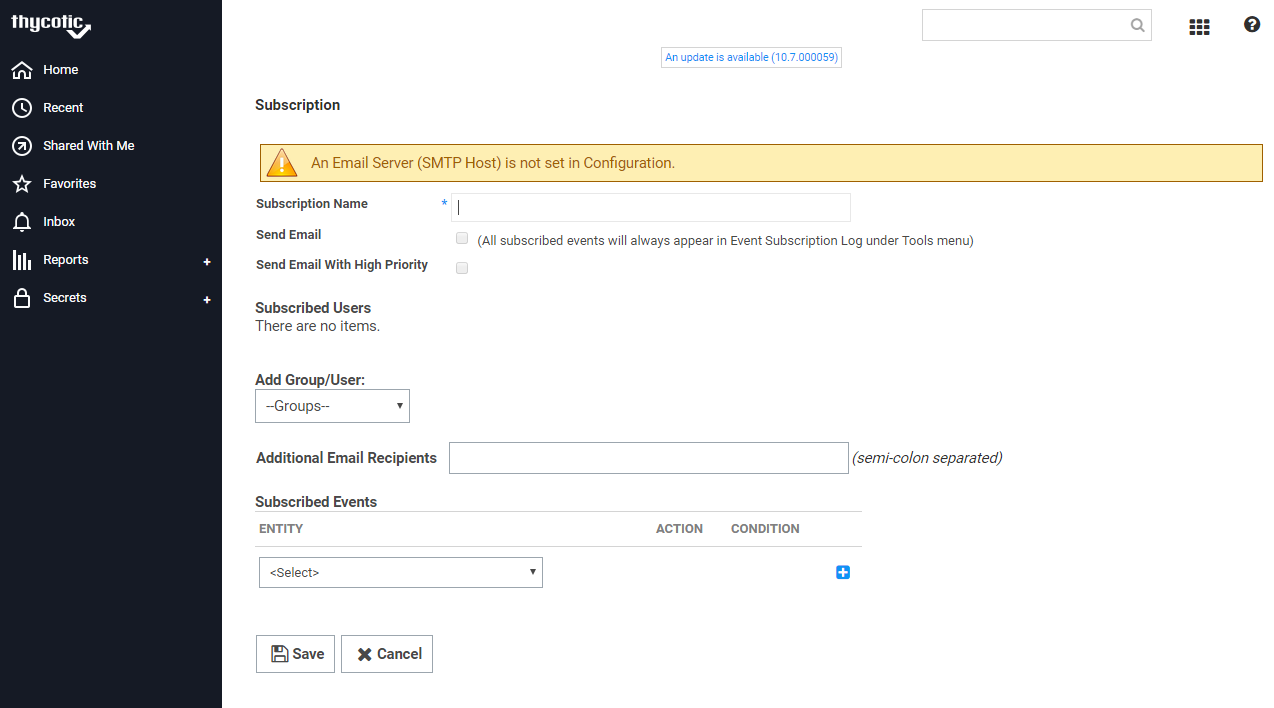 thycotic
An update is available (10.7.000059)
Home
Recent
Shared With Me
Favorites
Inbox
Reports +
Secrets +
Subscription
An Email Server (SMTP Host) is not set in Configuration.
Subscription Name *
Send Email (All subscribed events will always appear in Event Subscription Log under Tools menu)
Send Email With High Priority
Subscribed Users
There are no items.
Add Group/User:
--Groups--
Additional Email Recipients (semi-colon separated)
Subscribed Events
ENTITY ACTION CONDITION
<Select>
Save Cancel